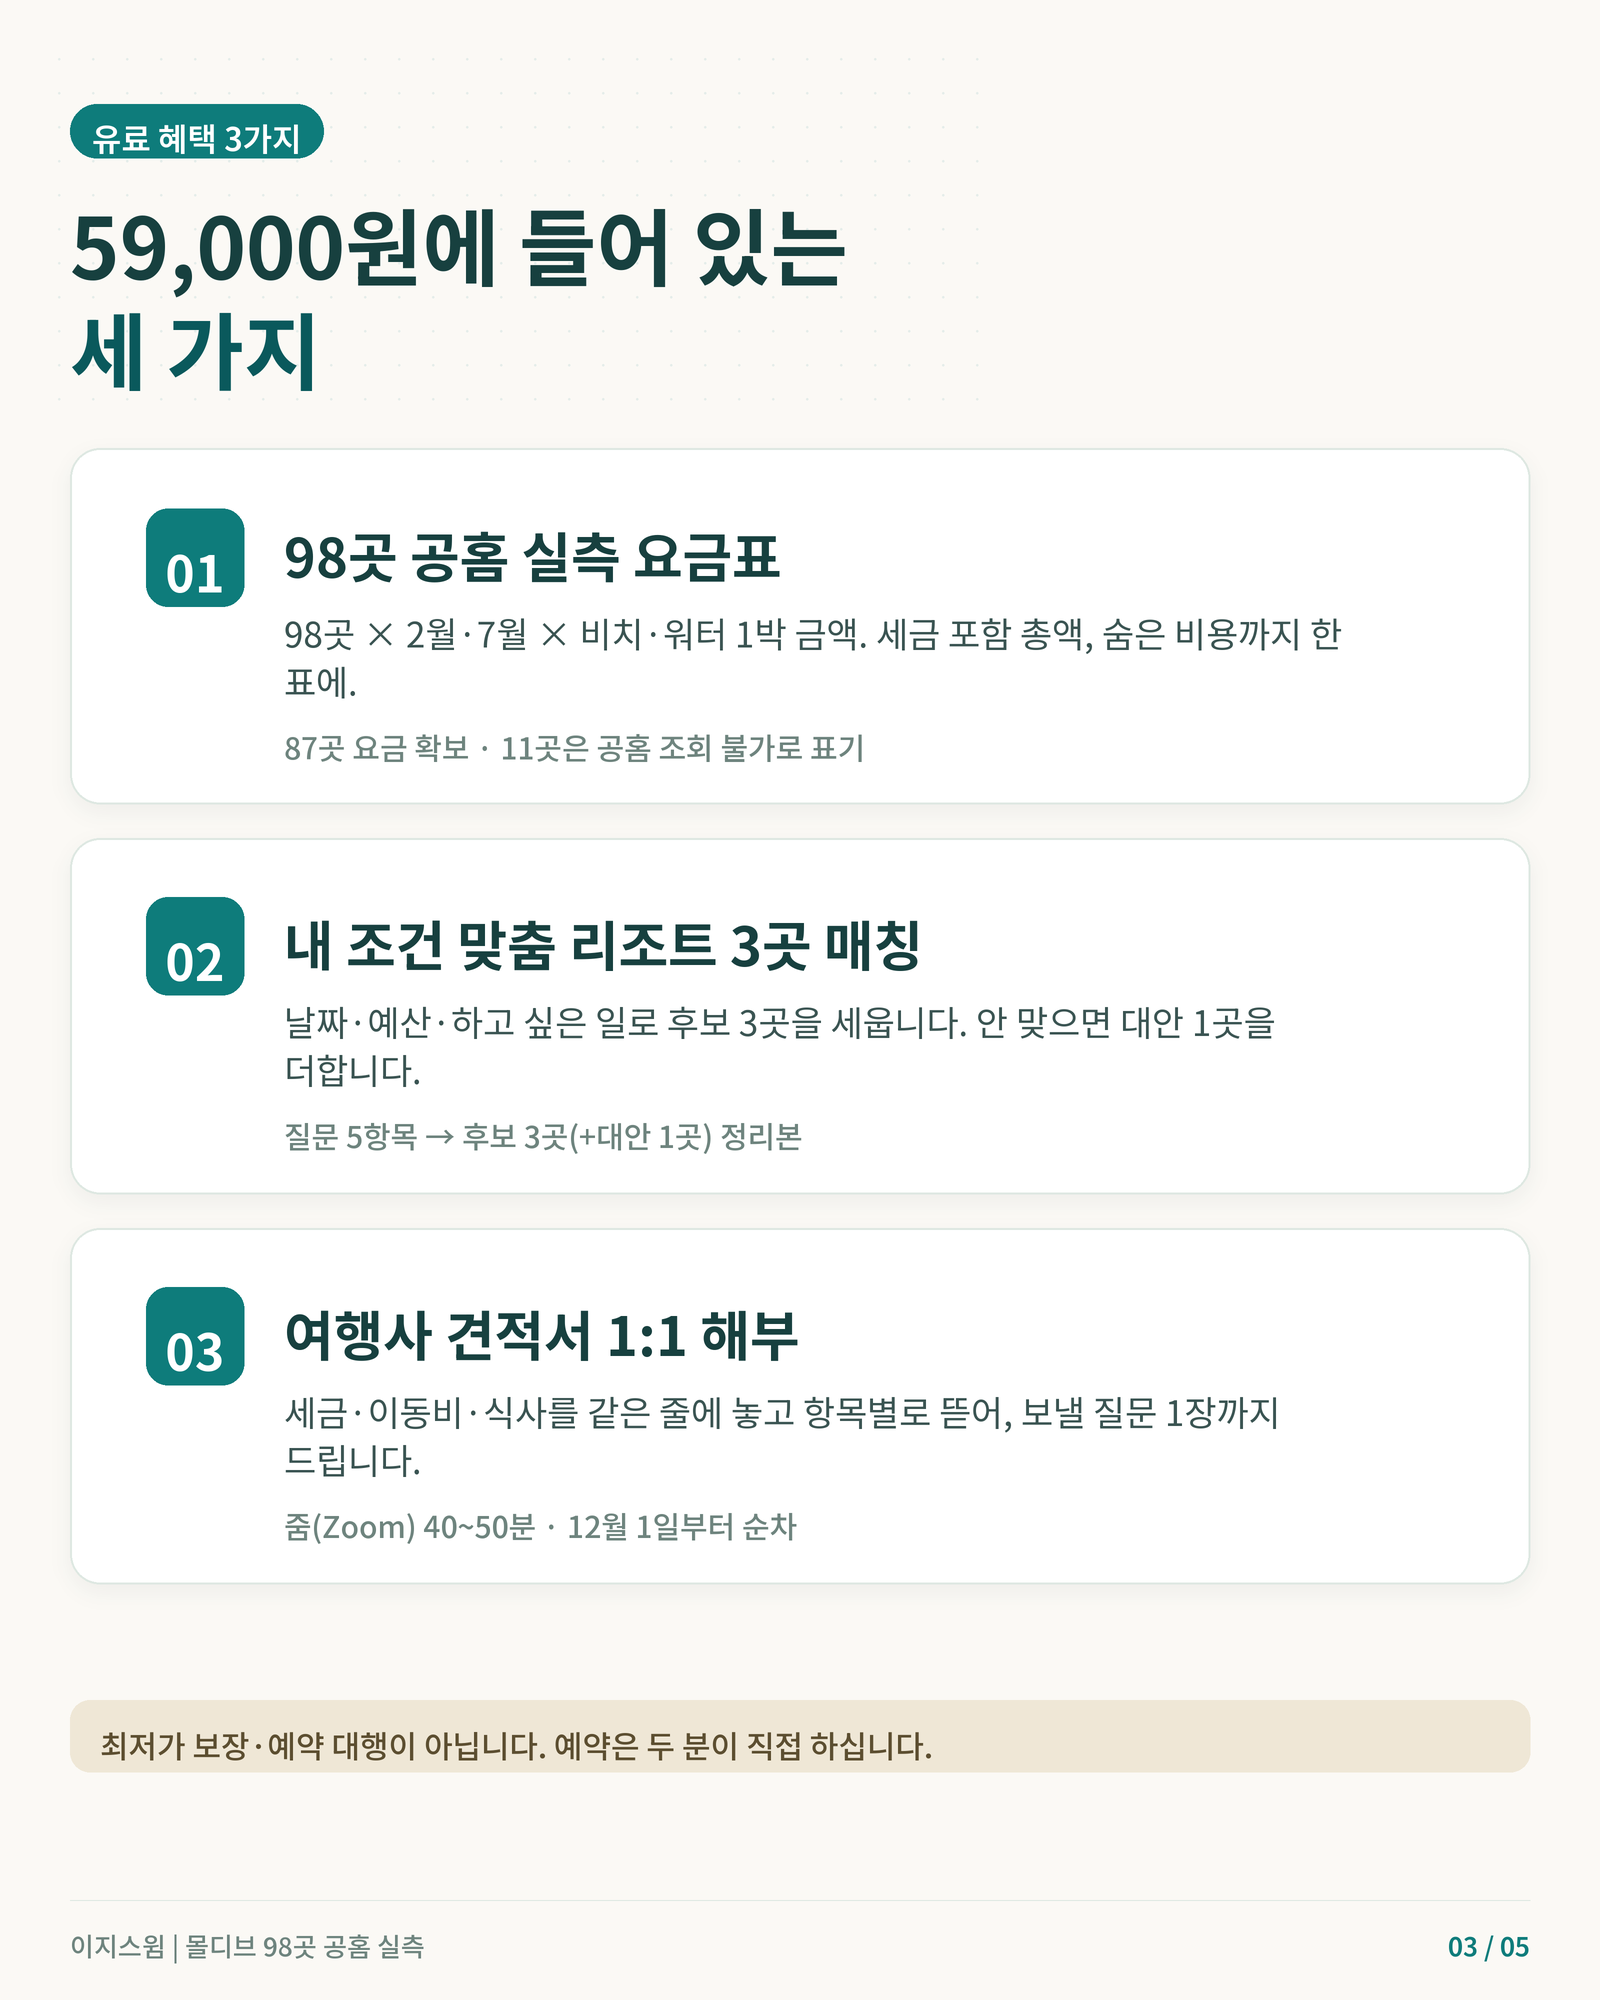 유료 혜택 3가지
59,000원에 들어 있는
세 가지
01
98곳 공홈 실측 요금표
98곳 × 2월·7월 × 비치·워터 1박 금액. 세금 포함 총액, 숨은 비용까지 한
표에.
87곳 요금 확보 · 11곳은 공홈 조회 불가로 표기
02
내 조건 맞춤 리조트 3곳 매칭
날짜·예산·하고 싶은 일로 후보 3곳을 세웁니다. 안 맞으면 대안 1곳을
더합니다.
질문 5항목 → 후보 3곳(+대안 1곳) 정리본
03
여행사 견적서 1:1 해부
세금·이동비·식사를 같은 줄에 놓고 항목별로 뜯어, 보낼 질문 1장까지
드립니다.
줌(Zoom) 40~50분 · 12월 1일부터 순차
최저가 보장·예약 대행이 아닙니다. 예약은 두 분이 직접 하십니다.
이지스윔 | 몰디브 98곳 공홈 실측
03 / 05